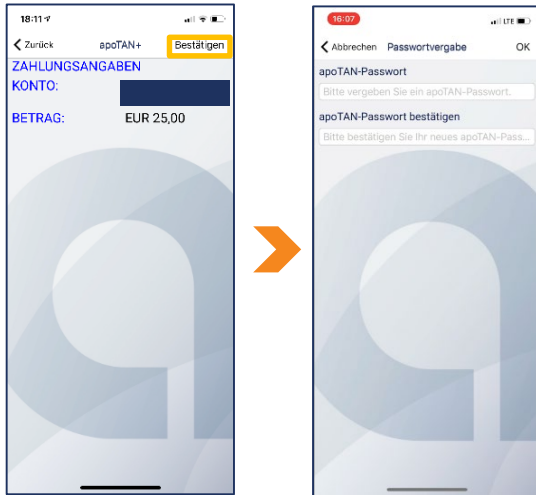 18:11
Zurück apoTAN+ Bestätigen
ZAHLUNGSANGABEN
KONTO:
BETRAG: EUR 25,00
16:07 LTE
Abbrechen Passwortvergabe OK
apoTAN-Passwort
Bitte vergeben Sie ein apoTAN-Passwort.
apoTAN-Passwort bestätigen
Bitte bestätigen Sie Ihr neues apoTAN-Pass...